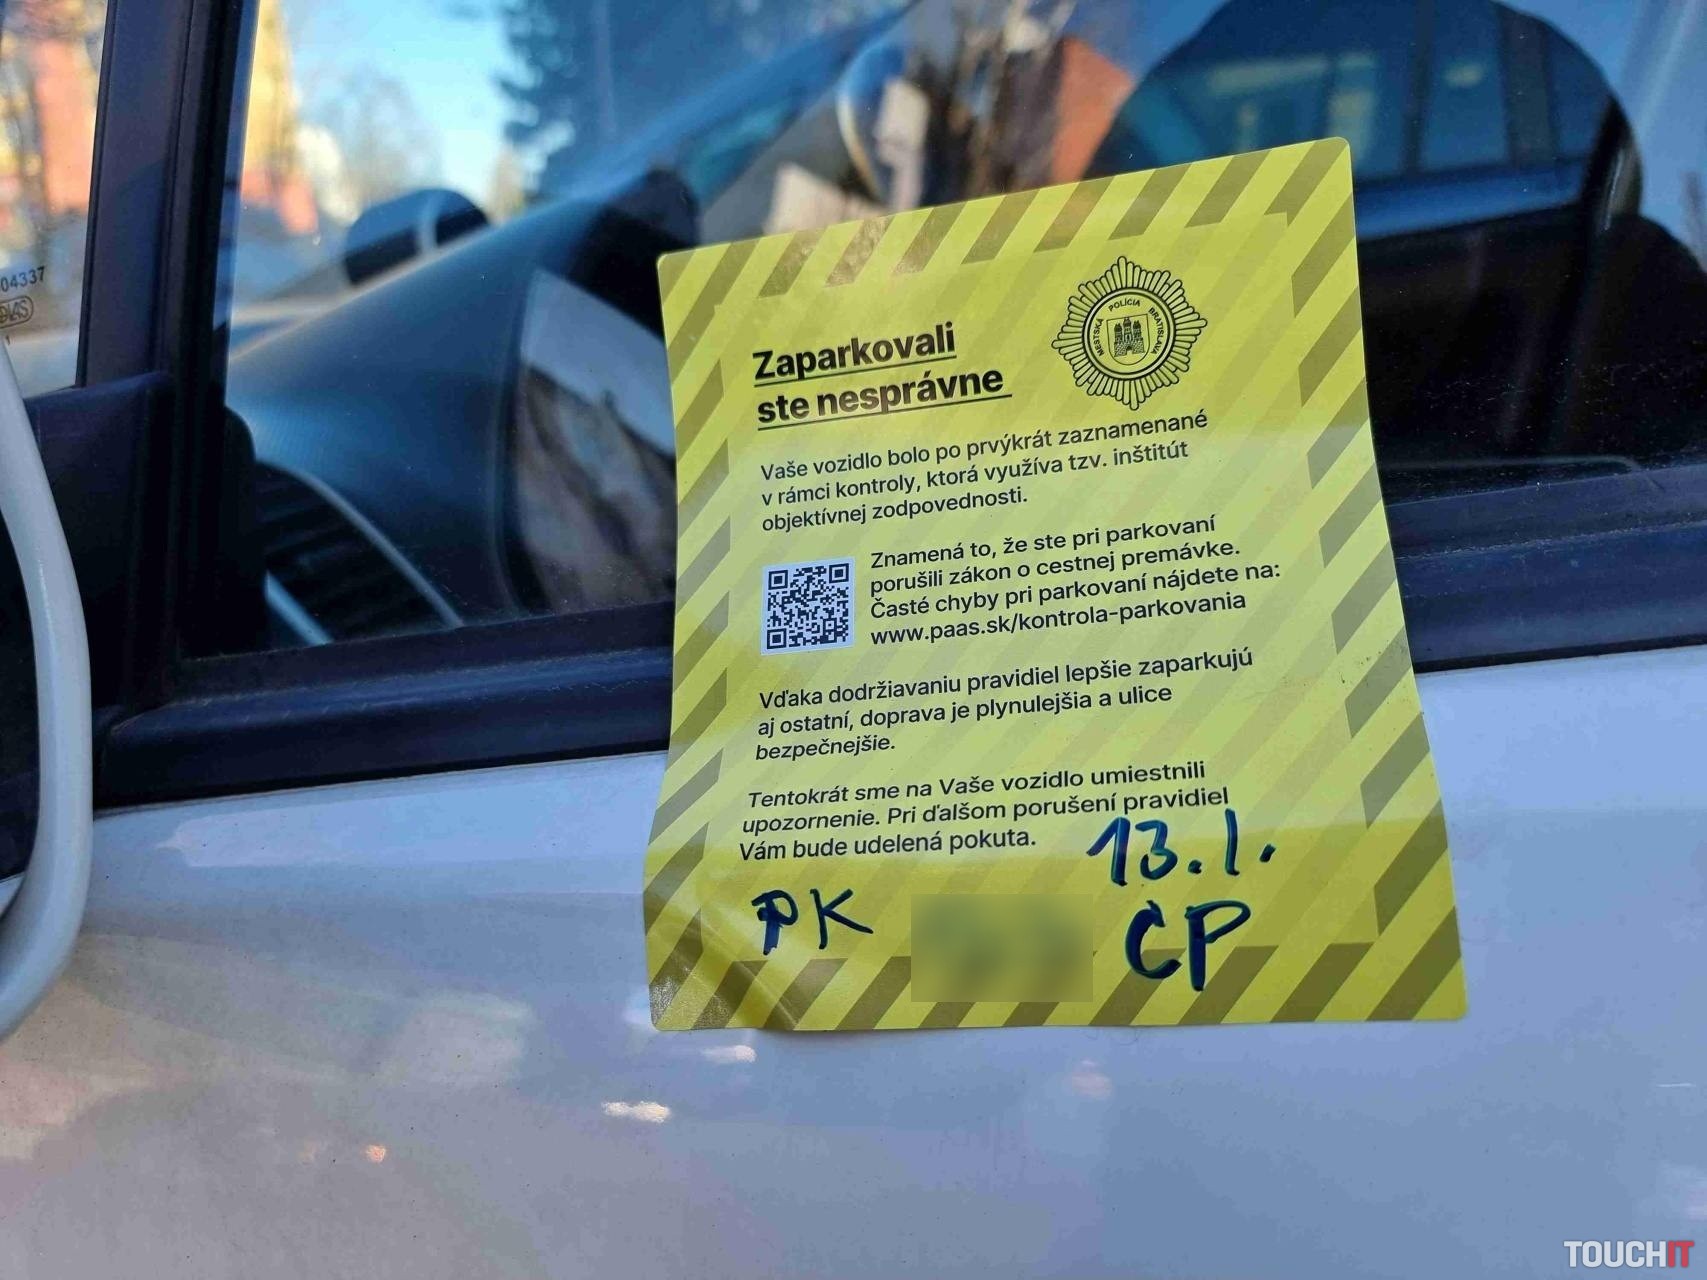 04337
MESTSKÁ POLÍCIA BRATISLAVA
Zaparkovali
ste nesprávne
Vaše vozidlo bolo po prvýkrát zaznamenané
v rámci kontroly, ktorá využíva tzv. inštitút
objektívnej zodpovednosti.
Znamená to, že ste pri parkovaní
porušili zákon o cestnej premávke.
Časté chyby pri parkovaní nájdete na:
www.paas.sk/kontrola-parkovania
Vďaka dodržiavaniu pravidiel lepšie zaparkujú
aj ostatní, doprava je plynulejšia a ulice
bezpečnejšie.
Tentokrát sme na Vaše vozidlo umiestnili
upozornenie. Pri ďalšom porušení pravidiel
Vám bude udelená pokuta.
13.1.
PK
CP
TOUCHIT